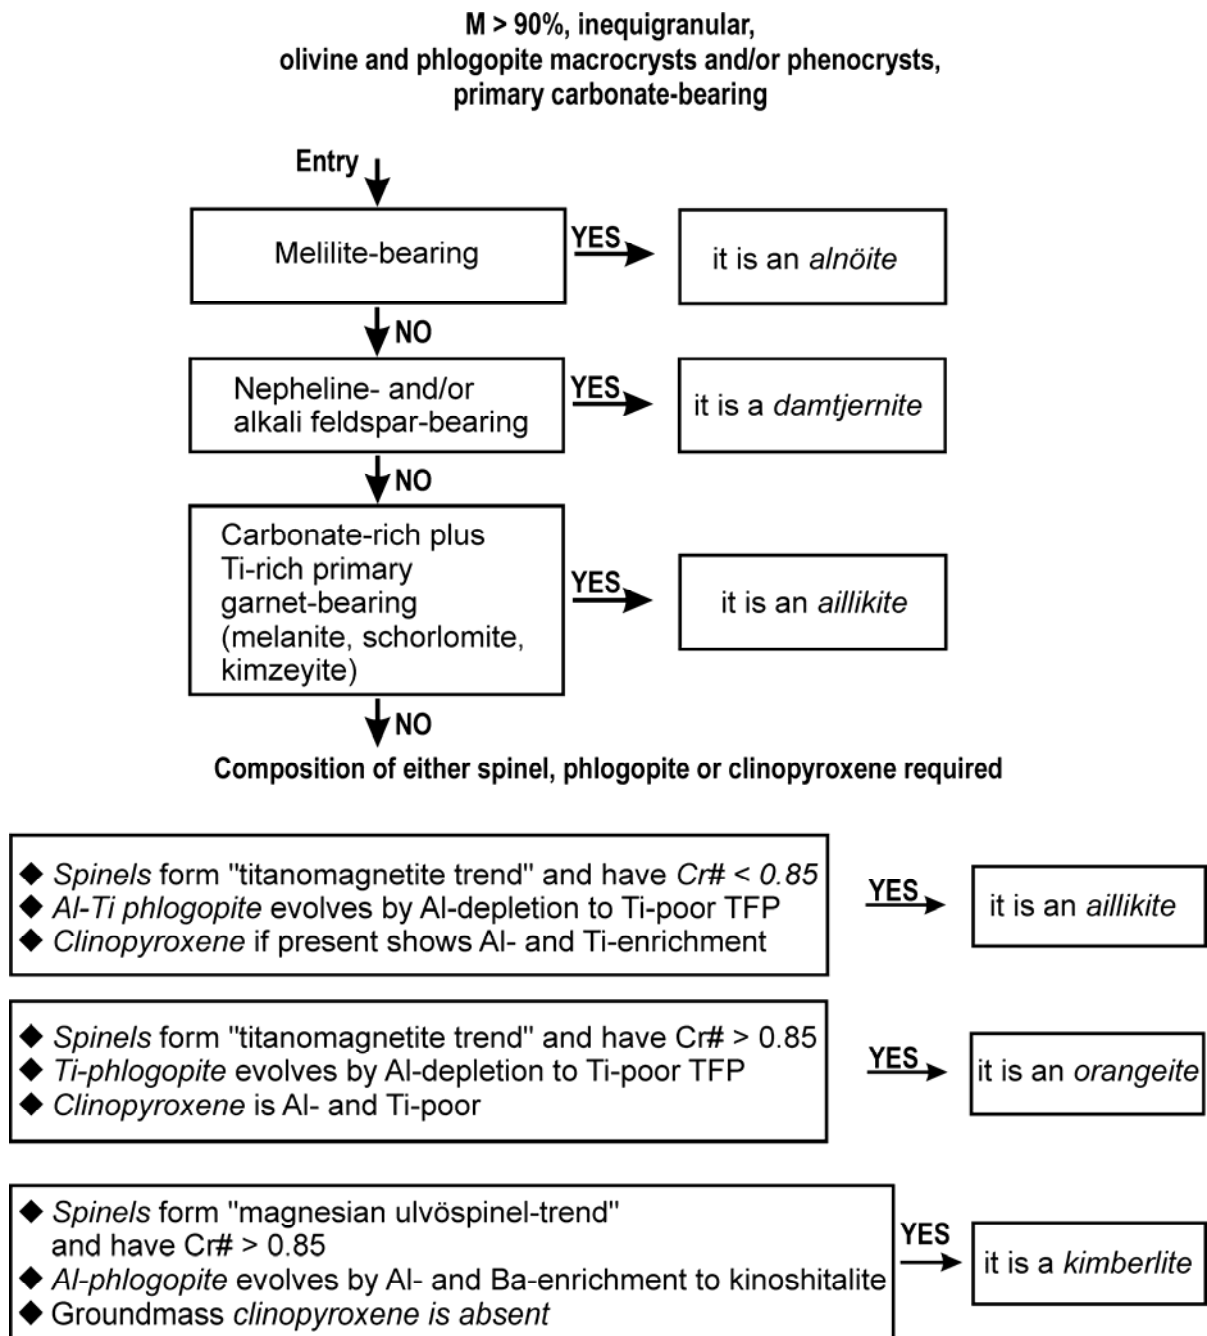 M > 90%, inequigranular,
olivine and phlogopite macrocrysts and/or phenocrysts,
primary carbonate-bearing
Entry
Melilite-bearing
YES
it is an alnöite
NO
Nepheline- and/or
alkali feldspar-bearing
YES
it is a damtjernite
NO
Carbonate-rich plus
Ti-rich primary
garnet-bearing
(melanite, schorlomite,
kimzeyite)
YES
it is an aillikite
NO
Composition of either spinel, phlogopite or clinopyroxene required
◆ Spinels form "titanomagnetite trend" and have Cr# < 0.85
◆ Al-Ti phlogopite evolves by Al-depletion to Ti-poor TFP
◆ Clinopyroxene if present shows Al- and Ti-enrichment
YES
it is an aillikite
◆ Spinels form "titanomagnetite trend" and have Cr# > 0.85
◆ Ti-phlogopite evolves by Al-depletion to Ti-poor TFP
◆ Clinopyroxene is Al- and Ti-poor
YES
it is an orangeite
◆ Spinels form "magnesian ulvöspinel-trend"
and have Cr# > 0.85
◆ Al-phlogopite evolves by Al- and Ba-enrichment to kinoshitalite
◆ Groundmass clinopyroxene is absent
YES
it is a kimberlite